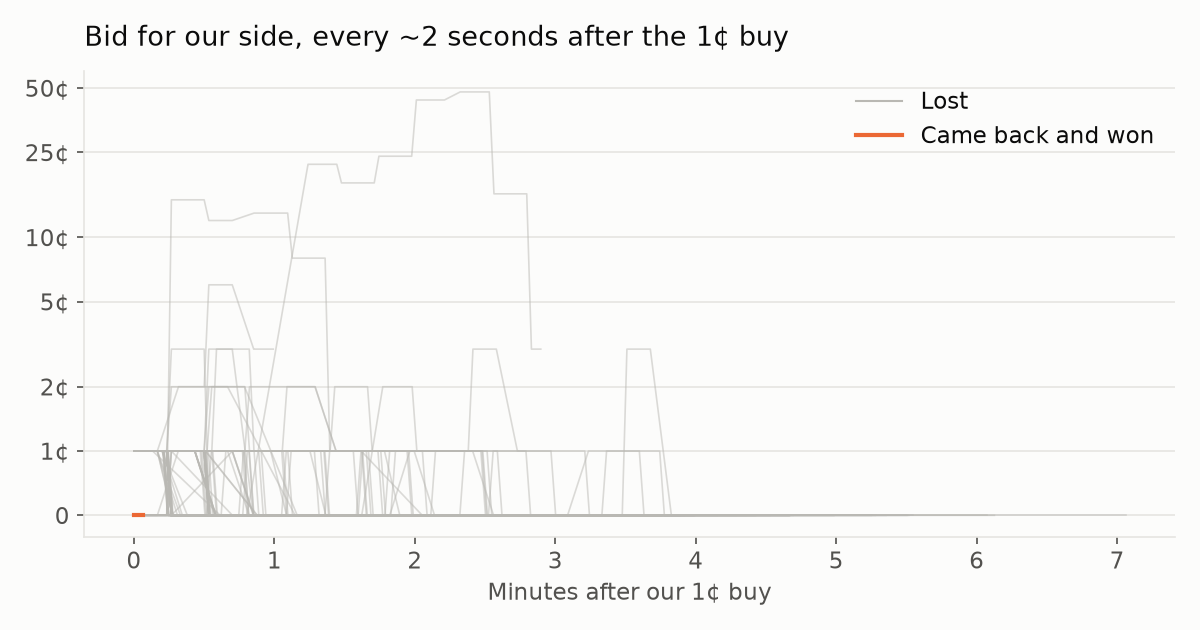 Bid for our side, every ~2 seconds after the 1¢ buy
50¢
25¢
10¢
5¢
2¢
1¢
0
Lost
Came back and won
0 1 2 3 4 5 6 7
Minutes after our 1¢ buy